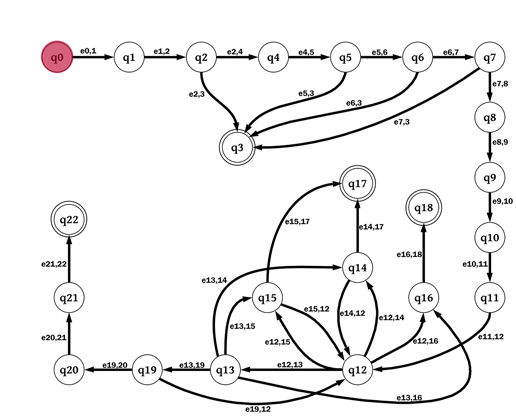 q0 e0,1 q1 e1,2 q2 e2,4 q4 e4,5 q5 e5,6 q6 e6,7 q7
e7,8
e2,3 e5,3 e6,3 e7,3
q8
q3
e8,9
q9
q17 e9,10
q22 q18
e15,17 e14,17
q10
e21,22 e16,18 e10,11
e13,14 q14
q21 q15 q16 q11
e15,12 e14,12 e12,14
e13,15
e20,21 e12,15 e12,16 e11,12
q20 e19,20 q19 e13,19 q13 e12,13 q12
e13,16
e19,12